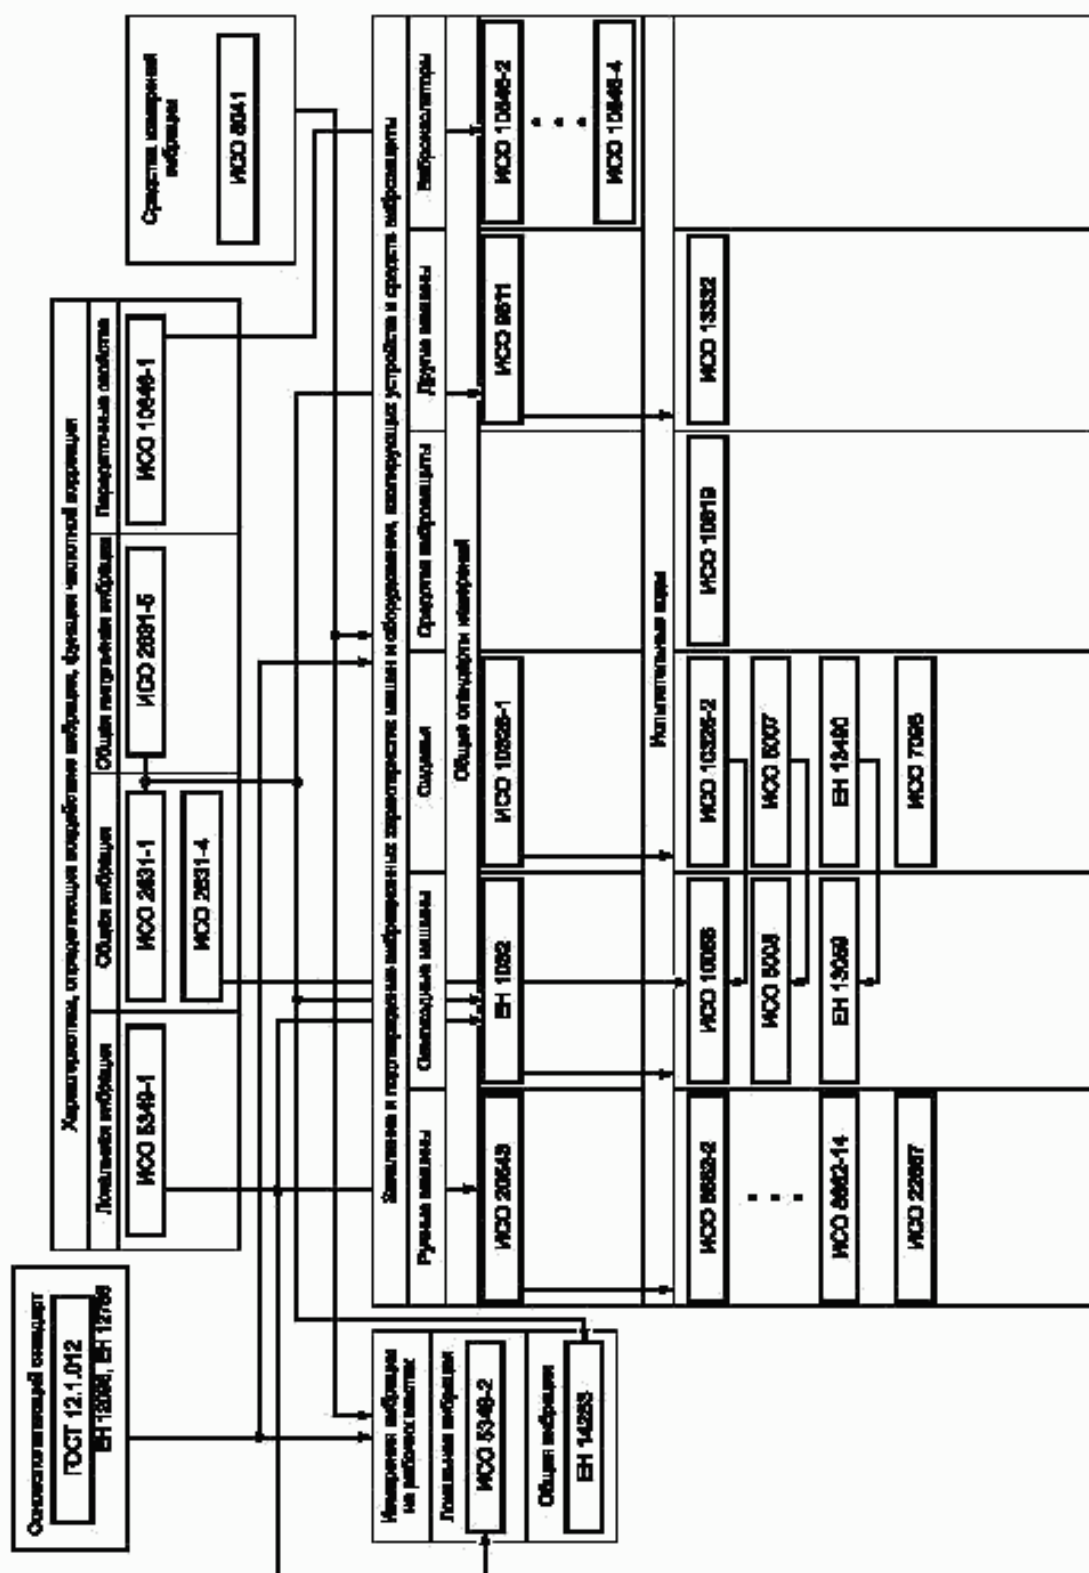 Основополагающий стандарт
ГОСТ 12.1.012
ЕН 12096, ЕН 12786
Характеристики, определяющие воздействие вибрации, функции частотной коррекции
Локальная вибрация
Общая вибрация
Общая импульсная вибрация
Передаточные свойства
ИСО 5349-1
ИСО 2631-1
ИСО 2631-5
ИСО 10846-1
ИСО 2631-4
Средства измерений
вибрации
ИСО 8041
Измерения вибрации
на рабочих местах
Локальная вибрация
ИСО 5349-2
Общая вибрация
ЕН 14253
Заявление и подтверждение вибрационных характеристик машин и оборудования, изолирующих устройств и средств виброзащиты
Ручные машины
Самоходные машины
Сиденья
Средства виброзащиты
Другие машины
Виброизоляторы
Общие стандарты измерений
ИСО 20643
ЕН 1032
ИСО 10326-1
ИСО 9611
ИСО 10846-2
ИСО 10846-4
Испытательные коды
ИСО 8662-2
ИСО 10056
ИСО 10326-2
ИСО 10819
ИСО 13332
ИСО 5008
ИСО 5007
ИСО 8662-14
ЕН 13059
ЕН 13490
ИСО 22867
ИСО 7096